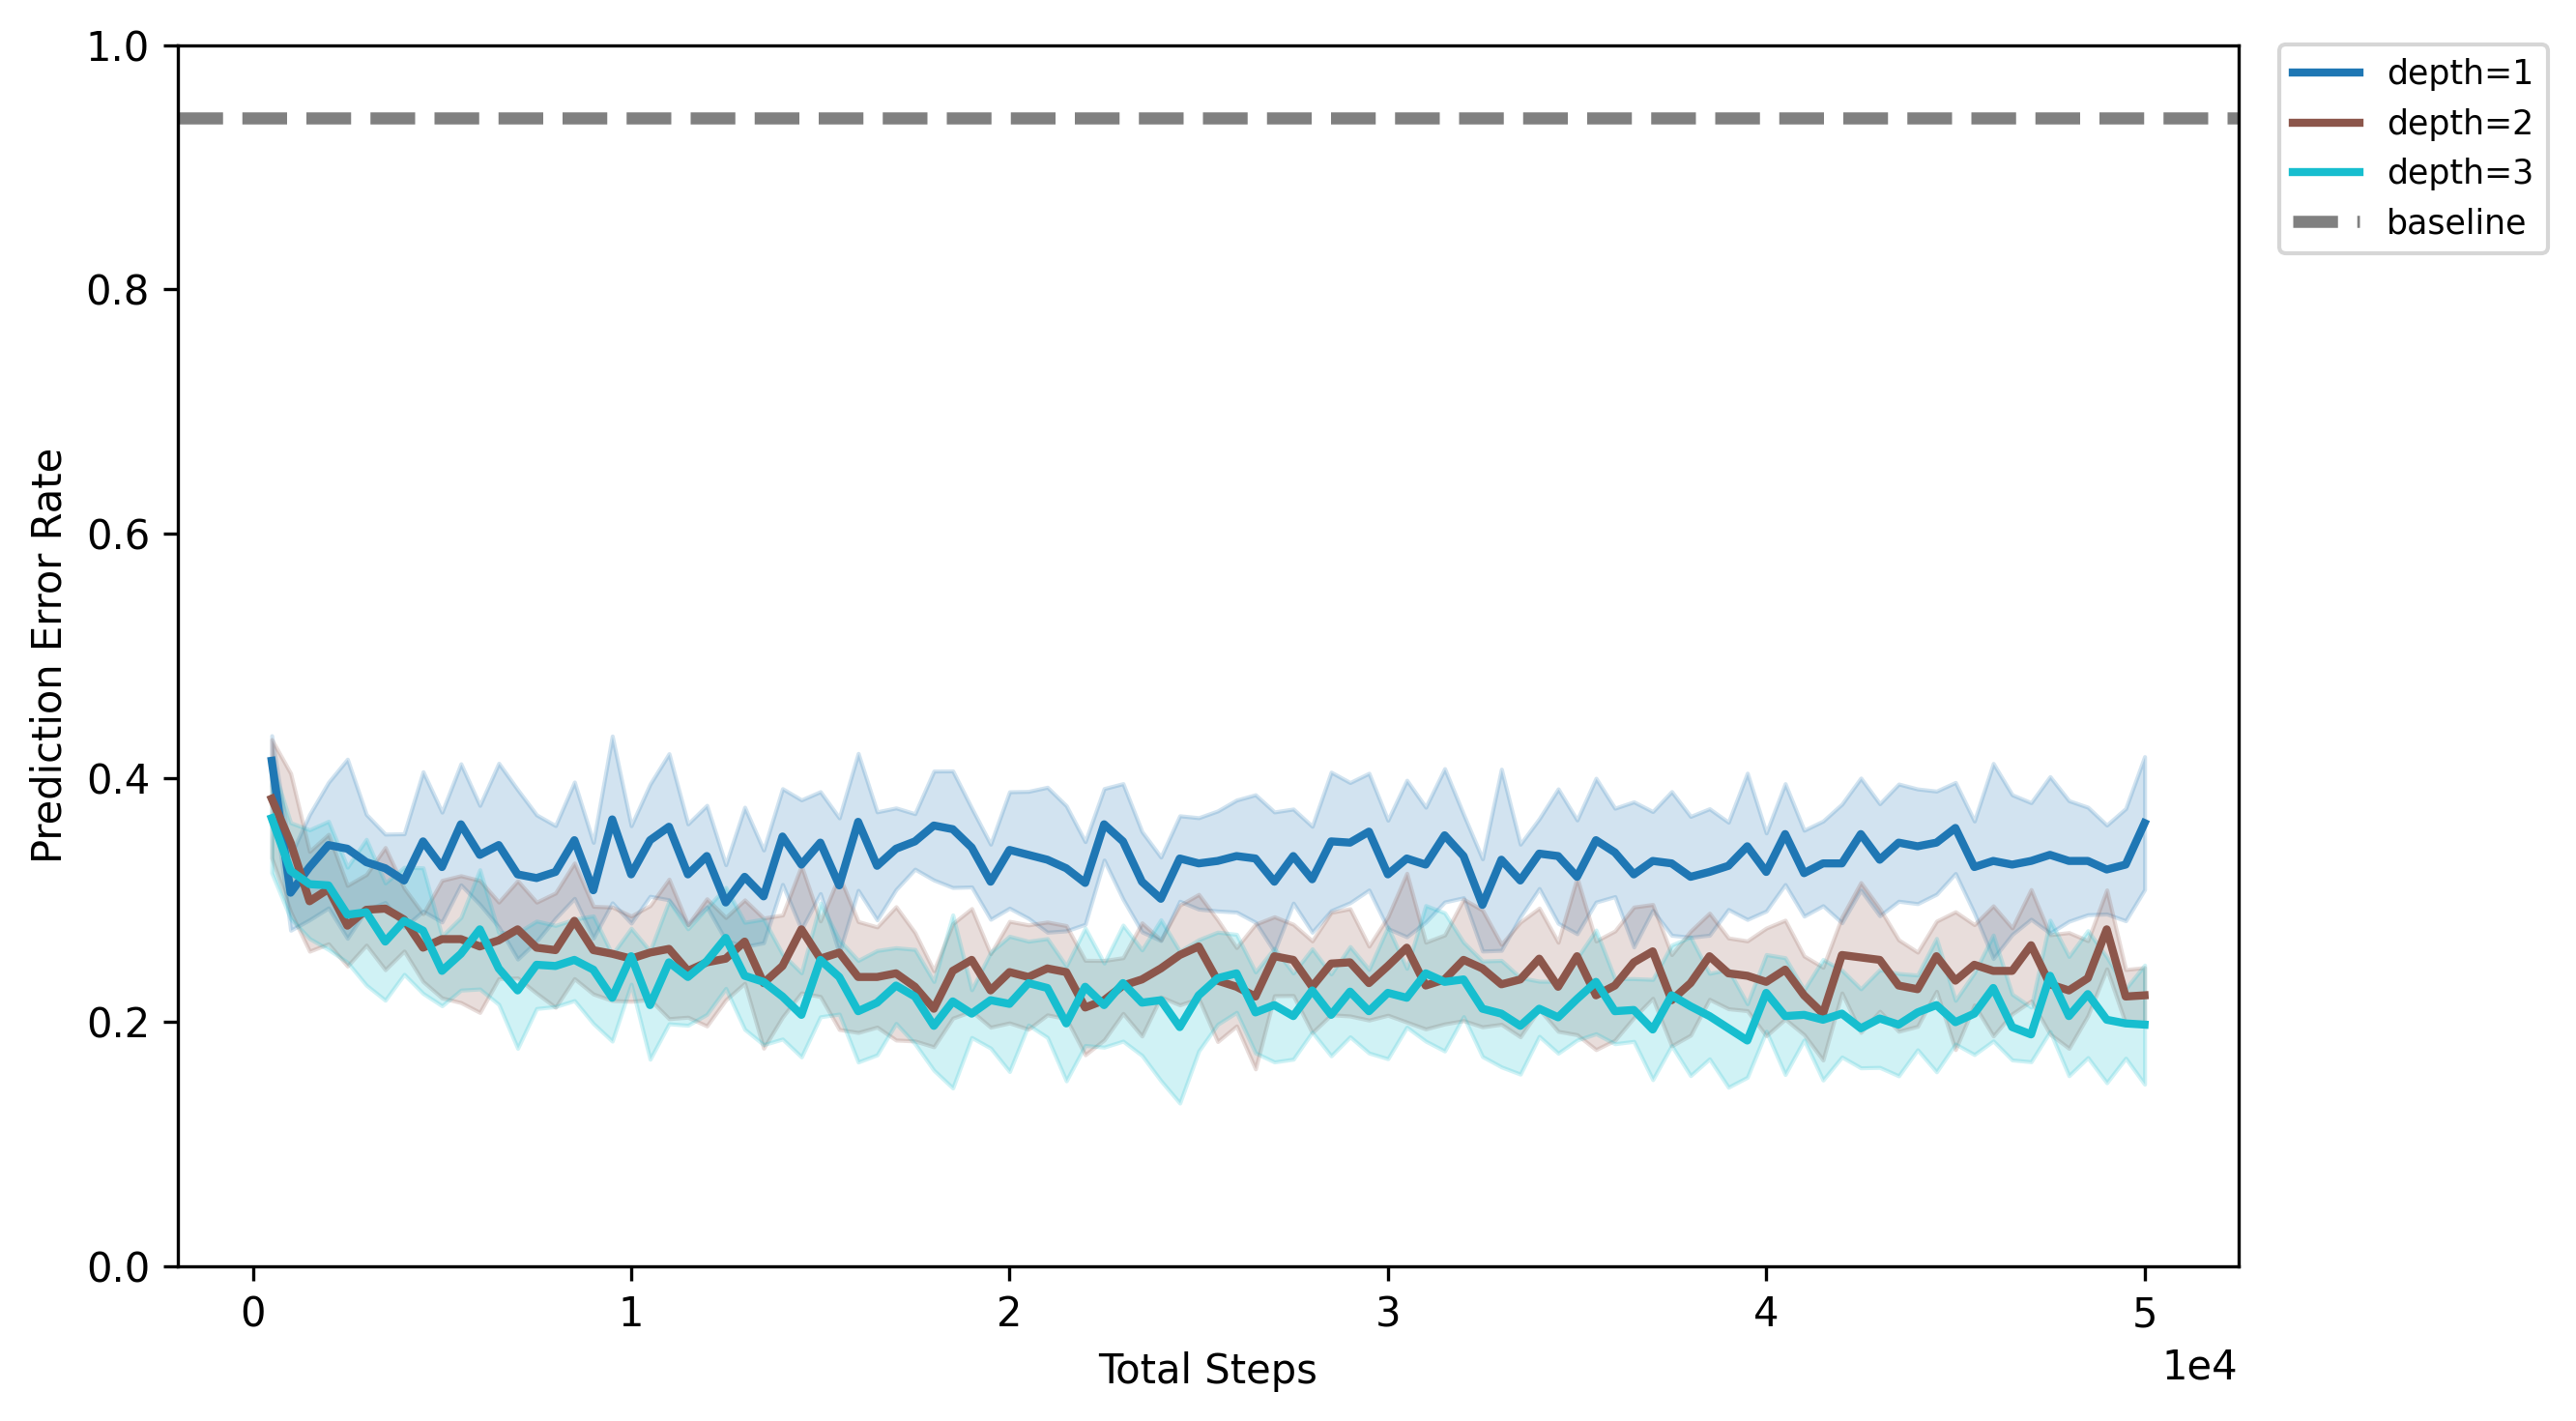 1.0
0.8
0.6
0.4
0.2
0.0
Prediction Error Rate
0 1 2 3 4 5
1e4
Total Steps
depth=1
depth=2
depth=3
baseline